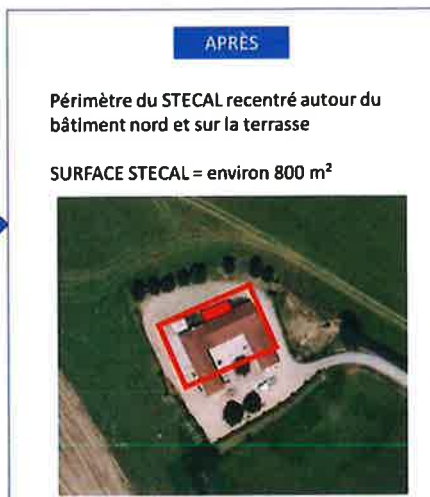 APRÈS
Périmètre du STECAL recentré autour du
bâtiment nord et sur la terrasse
SURFACE STECAL = environ 800 m²